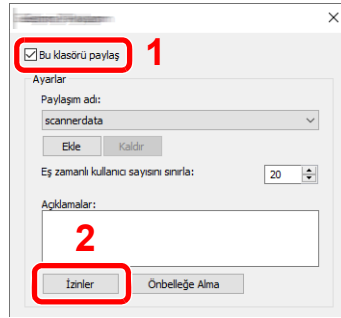 Bu klasörü paylaş
1
Ayarlar
Paylaşım adı:
scannerdata
Ekle
Kaldır
Eş zamanlı kullanıcı sayısını sınırla:
20
Açıklamalar:
2
İzinler
Önbelleğe Alma